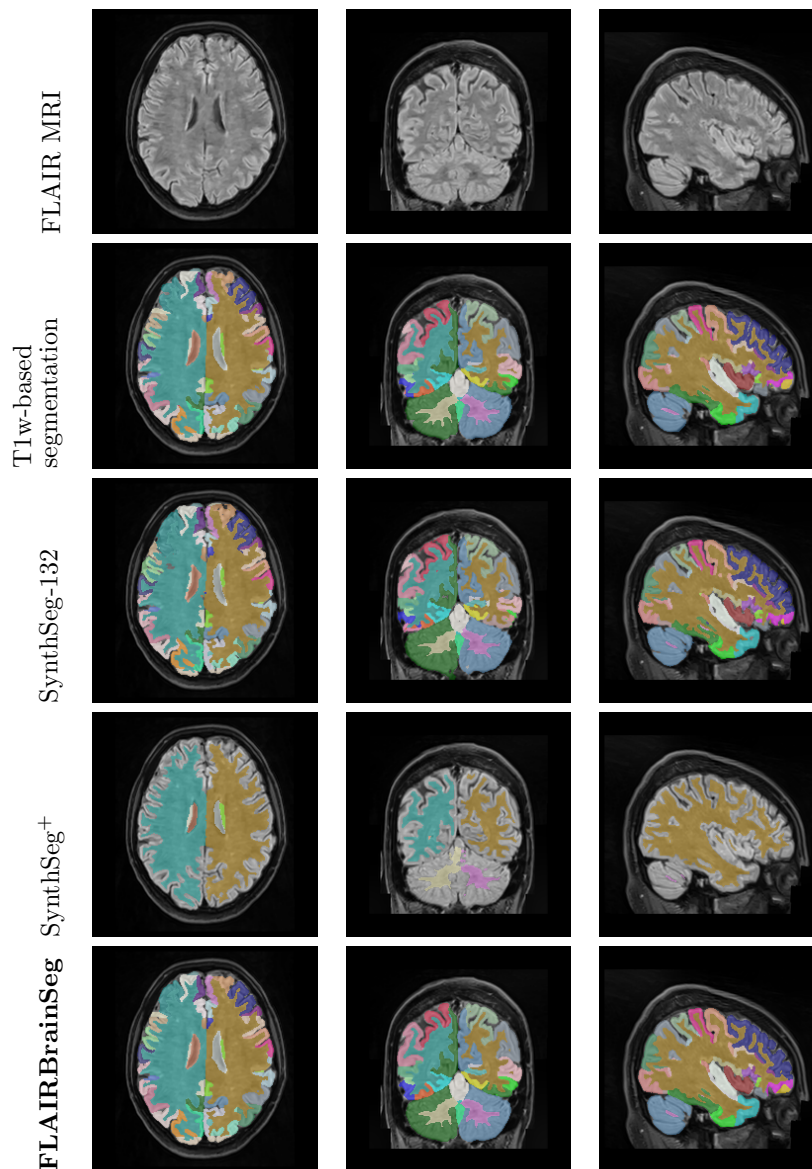 FLAIR MRI
T1w-based
segmentation
SynthSeg-132
SynthSeg+
FLAIRBrainSeg